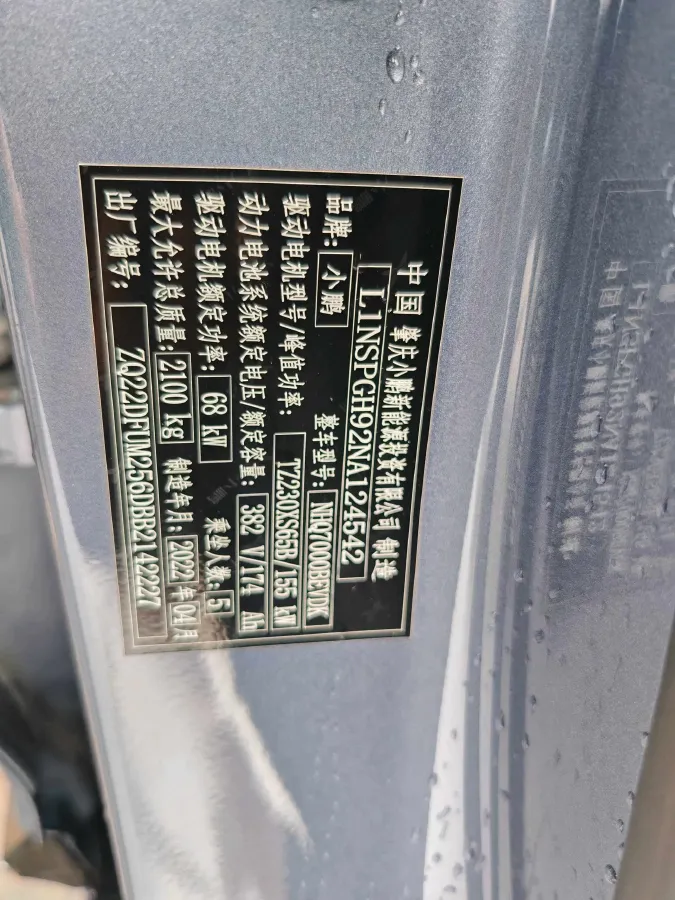 中国 肇庆小鹏新能源投资有限公司 制造
L1NSPGH92NA124542
品牌: 小鹏 整车型号: NHQ7000BEVDK
驱动电机型号/峰值功率: TZ230XS65B/155 kW
动力电池系统额定电压/额定容量: 382 V/174 Ah
驱动电机额定功率: 68 kW 乘坐人数: 5
最大允许总质量: 2100 kg 制造年月: 2022 年 04 月
出厂编号: ZQ22DFUM256DBB2142227